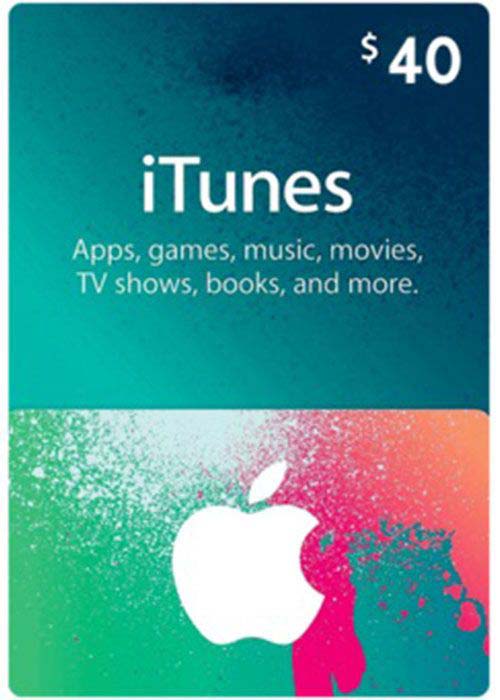 $ 40
iTunes
Apps, games, music, movies,
TV shows, books, and more.